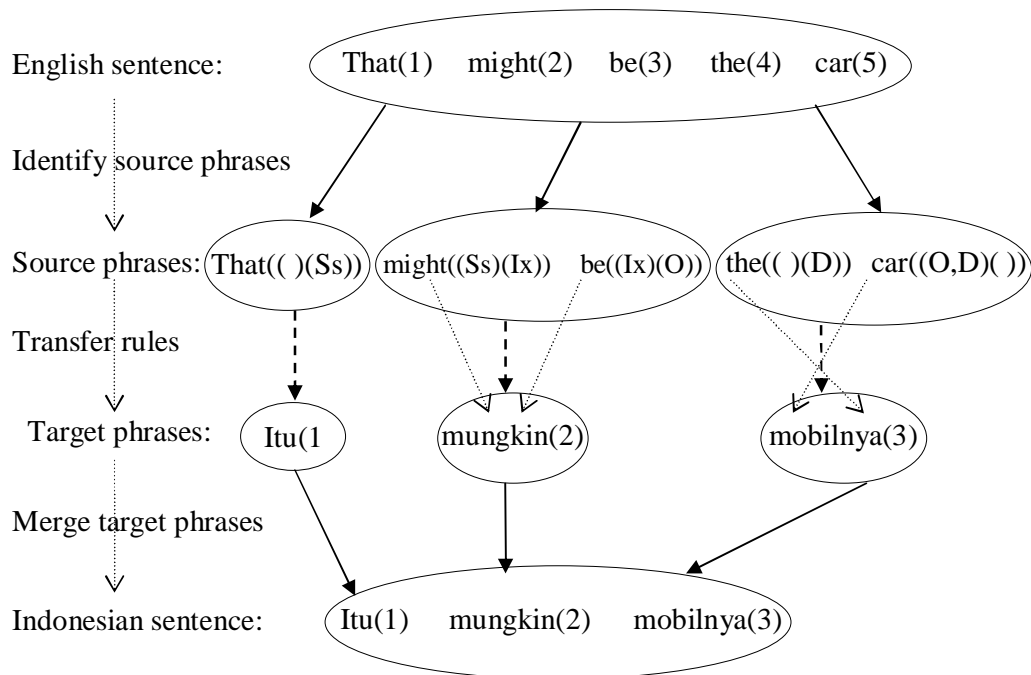 English sentence: That(1) might(2) be(3) the(4) car(5)
Identify source phrases
Source phrases: That(( )(Ss)) might((Ss)(Ix)) be((Ix)(O)) the(( )(D)) car((O,D)( ))
Transfer rules
Target phrases: Itu(1 mungkin(2) mobilnya(3)
Merge target phrases
Indonesian sentence: Itu(1) mungkin(2) mobilnya(3)